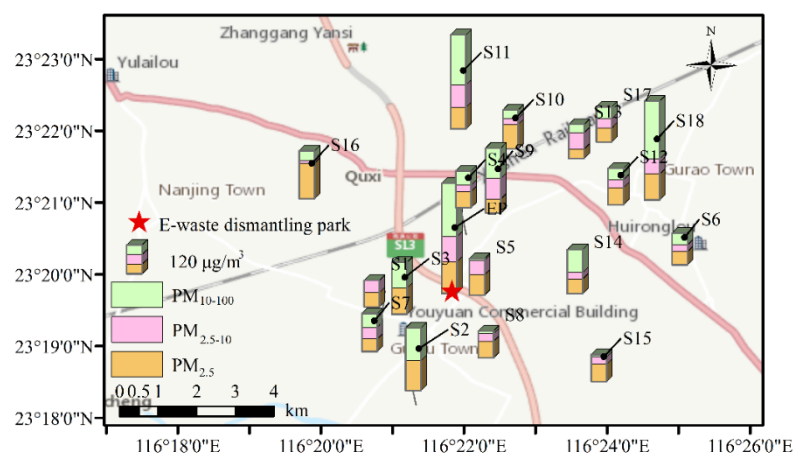 Zhanggang Yansi
N
23°23'0"N
Yulailou
S11
23°22'0"N
S10
S17
S13
S18
S16
S4
S9
S12
Gurao Town
Quxi
23°21'0"N
Nanjing Town
E-waste dismantling park
EP
Huironglou
S6
S13
120 μg/m³
S1
S3
S5
S14
23°20'0"N
PM10-100
S7
Youyuan Commercial Building
S8
PM2.5-10
S2
Town
23°19'0"N
S15
PM2.5
0 0.5 1 2 3 4
km
23°18'0"N
116°18'0"E
116°20'0"E
116°22'0"E
116°24'0"E
116°26'0"E